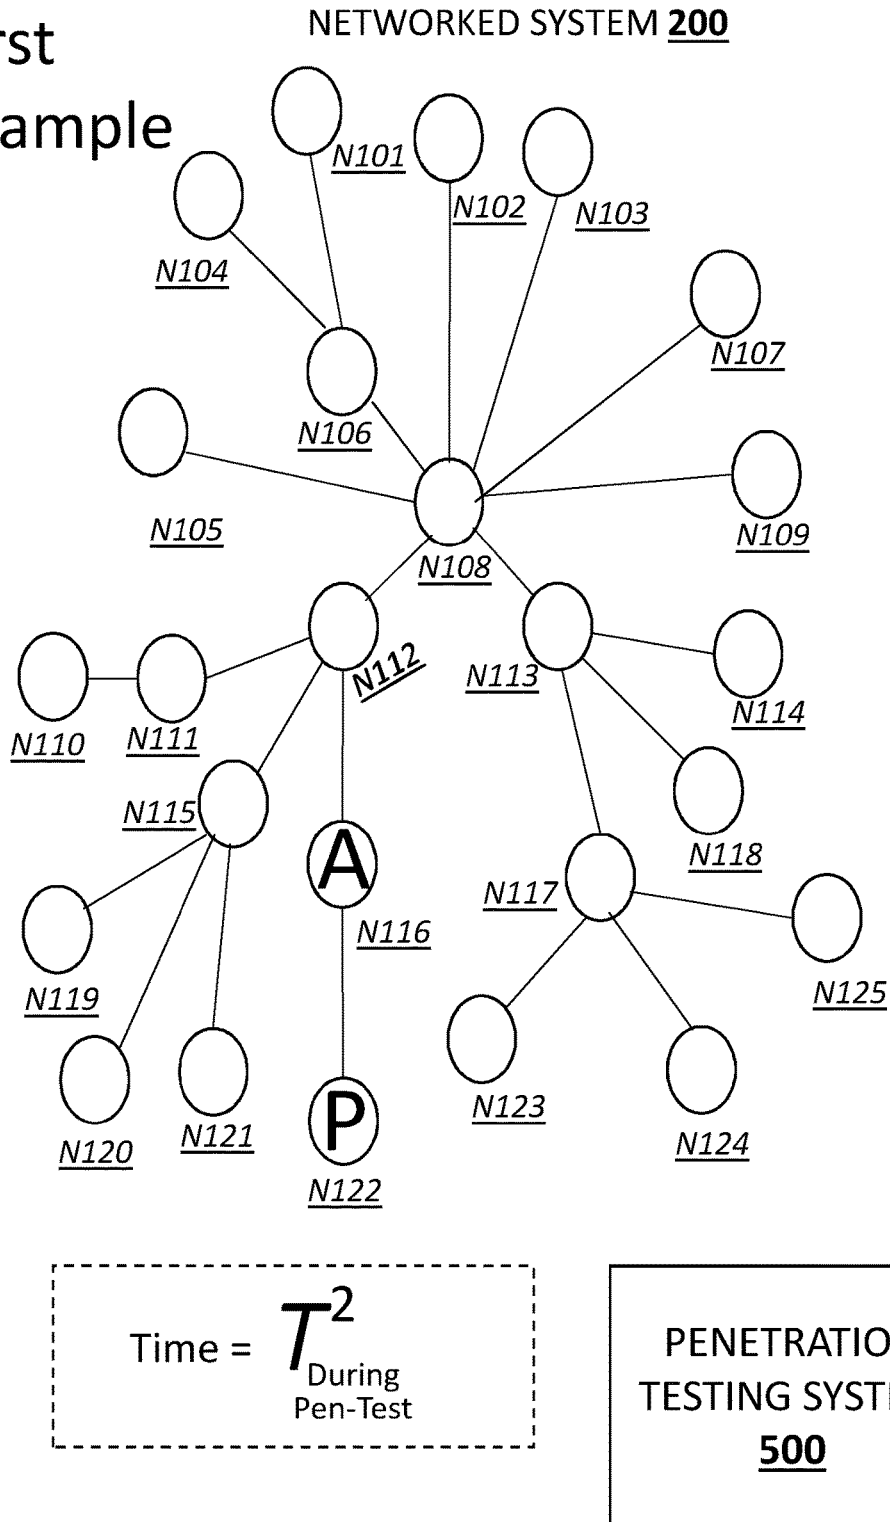 NETWORKED SYSTEM 200
rst
ample
N101
N102
N103
N104
N107
N106
N105
N109
N108
N112
N113
N114
N110
N111
N115
A
N118
N117
N116
N119
N125
P
N123
N121
N120
N124
N122
Time = T2
During
Pen-Test
PENETRATIO
TESTING SYSTE
500